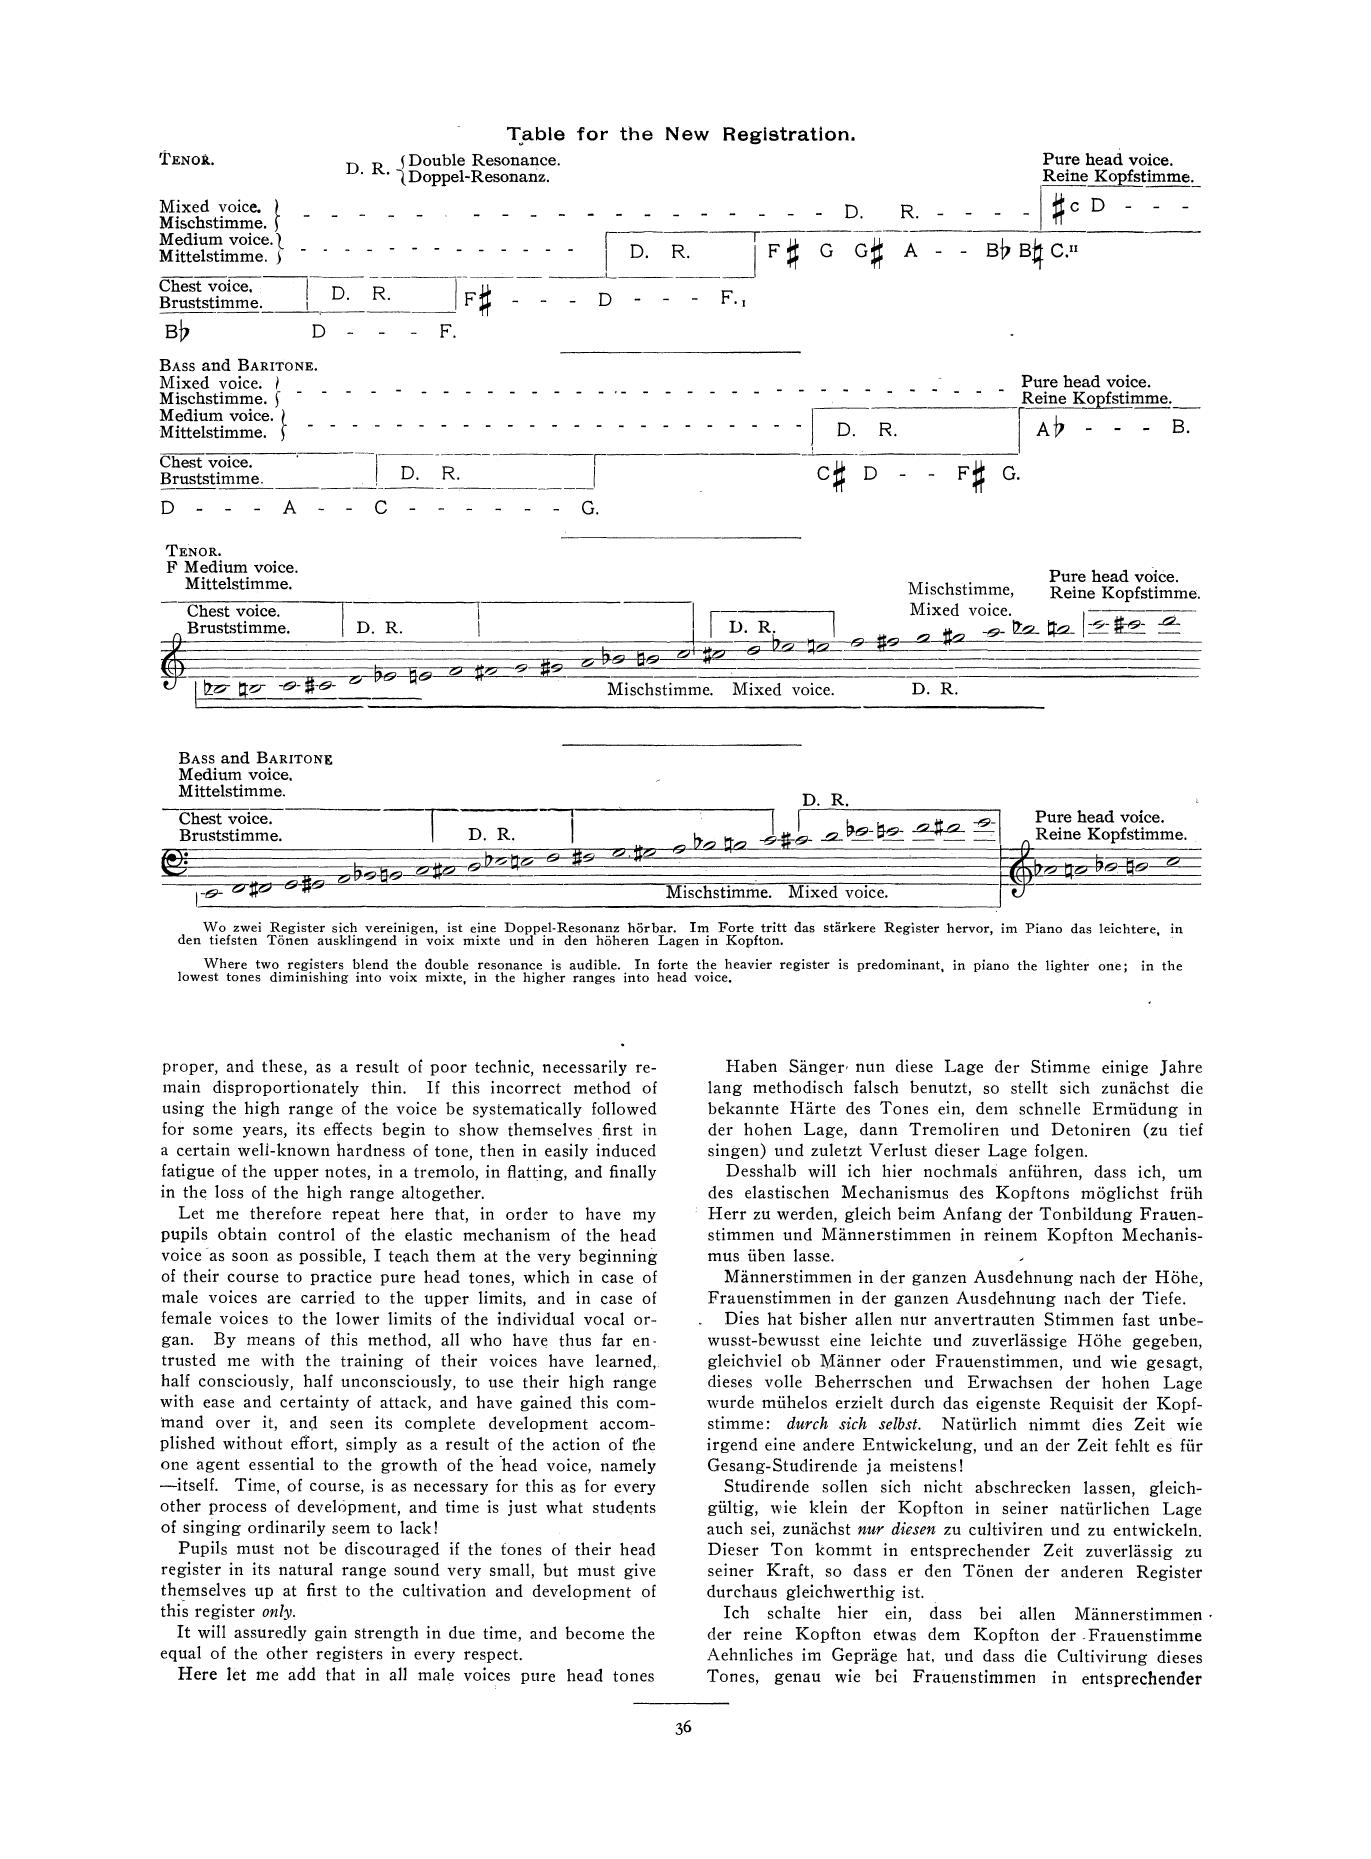 Table for the New Registration.
TENOR.
D. R. { Double Resonance.
Doppel-Resonanz.
Pure head voice.
Reine Kopfstimme.
Mixed voice.
Mischstimme. } - - - - - - - - - - - - - - - - - - D. R. - - - - ♯c D - - -
Medium voice.
Mittelstimme. } - - - - - - - - - - D. R. F♯ G G♯ A - - B♭ B♮ C.II
Chest voice.
Bruststimme. D. R. F♯ - - - D - - - F.I
B♭ D - - - F.
BASS and BARITONE.
Mixed voice.
Mischstimme. } - - - - - - - - - - - - - - - - - - - - - -
Pure head voice.
Reine Kopfstimme.
Medium voice.
Mittelstimme. } - - - - - - - - - - - - - - - - - - D. R. A♭ - - - B.
Chest voice.
Bruststimme. D. R. C♯ D - - F♯ G.
D - - - A - - C - - - - - - G.
TENOR.
F Medium voice.
Mittelstimme.
Mischstimme,
Mixed voice.
Pure head voice.
Reine Kopfstimme.
Chest voice.
Bruststimme. D. R. D. R.
Mischstimme. Mixed voice. D. R.
BASS and BARITONE
Medium voice.
Mittelstimme.
D. R.
Chest voice.
Bruststimme. D. R.
Pure head voice.
Reine Kopfstimme.
Mischstimme. Mixed voice.
Wo zwei Register sich vereinigen, ist eine Doppel-Resonanz hörbar. Im Forte tritt das stärkere Register hervor, im Piano das leichtere, in
den tiefsten Tönen ausklingend in voix mixte und in den höheren Lagen in Kopfton.
Where two registers blend the double resonance is audible. In forte the heavier register is predominant, in piano the lighter one; in the
lowest tones diminishing into voix mixte, in the higher ranges into head voice.
proper, and these, as a result of poor technic, necessarily re-
main disproportionately thin. If this incorrect method of
using the high range of the voice be systematically followed
for some years, its effects begin to show themselves first in
a certain well-known hardness of tone, then in easily induced
fatigue of the upper notes, in a tremolo, in flatting, and finally
in the loss of the high range altogether.
Let me therefore repeat here that, in order to have my
pupils obtain control of the elastic mechanism of the head
voice as soon as possible, I teach them at the very beginning
of their course to practice pure head tones, which in case of
male voices are carried to the upper limits, and in case of
female voices to the lower limits of the individual vocal or-
gan. By means of this method, all who have thus far en-
trusted me with the training of their voices have learned,
half consciously, half unconsciously, to use their high range
with ease and certainty of attack, and have gained this com-
mand over it, and seen its complete development accom-
plished without effort, simply as a result of the action of the
one agent essential to the growth of the head voice, namely
—itself. Time, of course, is as necessary for this as for every
other process of development, and time is just what students
of singing ordinarily seem to lack!
Pupils must not be discouraged if the tones of their head
register in its natural range sound very small, but must give
themselves up at first to the cultivation and development of
this register only.
It will assuredly gain strength in due time, and become the
equal of the other registers in every respect.
Here let me add that in all male voices pure head tones
Haben Sänger nun diese Lage der Stimme einige Jahre
lang methodisch falsch benutzt, so stellt sich zunächst die
bekannte Härte des Tones ein, dem schnelle Ermüdung in
der hohen Lage, dann Tremoliren und Detoniren (zu tief
singen) und zuletzt Verlust dieser Lage folgen.
Desshalb will ich hier nochmals anführen, dass ich, um
des elastischen Mechanismus des Kopftons möglichst früh
Herr zu werden, gleich beim Anfang der Tonbildung Frauen-
stimmen und Männerstimmen in reinem Kopfton Mechanis-
mus üben lasse.
Männerstimmen in der ganzen Ausdehnung nach der Höhe,
Frauenstimmen in der ganzen Ausdehnung nach der Tiefe.
Dies hat bisher allen nur anvertrauten Stimmen fast unbe-
wusst-bewusst eine leichte und zuverlässige Höhe gegeben,
gleichviel ob Männer oder Frauenstimmen, und wie gesagt,
dieses volle Beherrschen und Erwachsen der hohen Lage
wurde mühelos erzielt durch das eigenste Requisit der Kopf-
stimme: durch sich selbst. Natürlich nimmt dies Zeit wie
irgend eine andere Entwickelung, und an der Zeit fehlt es für
Gesang-Studirende ja meistens!
Studirende sollen sich nicht abschrecken lassen, gleich-
gültig, wie klein der Kopfton in seiner natürlichen Lage
auch sei, zunächst nur diesen zu cultiviren und zu entwickeln.
Dieser Ton kommt in entsprechender Zeit zuverlässig zu
seiner Kraft, so dass er den Tönen der anderen Register
durchaus gleichwerthig ist.
Ich schalte hier ein, dass bei allen Männerstimmen
der reine Kopfton etwas dem Kopfton der Frauenstimme
Aehnliches im Gepräge hat, und dass die Cultivirung dieses
Tones, genau wie bei Frauenstimmen in entsprechender
36